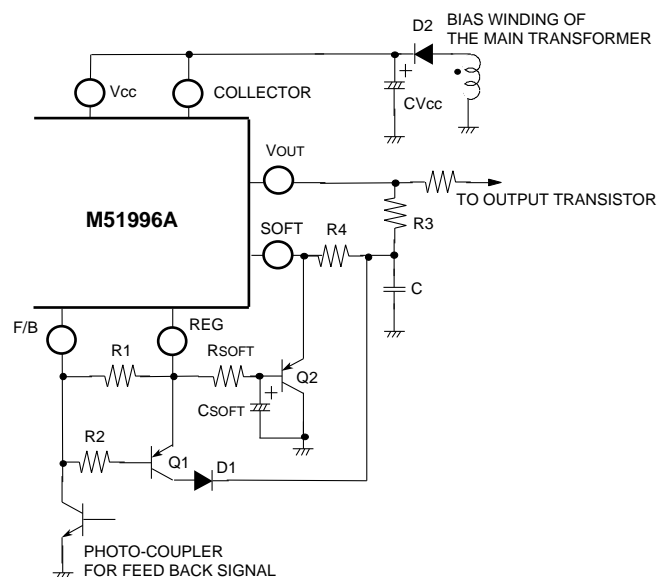 D2
BIAS WINDING OF
THE MAIN TRANSFORMER
+
Vcc
COLLECTOR
CVcc
VOUT
TO OUTPUT TRANSISTOR
M51996A
SOFT
R4
R3
C
F/B
REG
R1
RSOFT
+
Q2
CSOFT
R2
Q1
D1
PHOTO-COUPLER
FOR FEED BACK SIGNAL